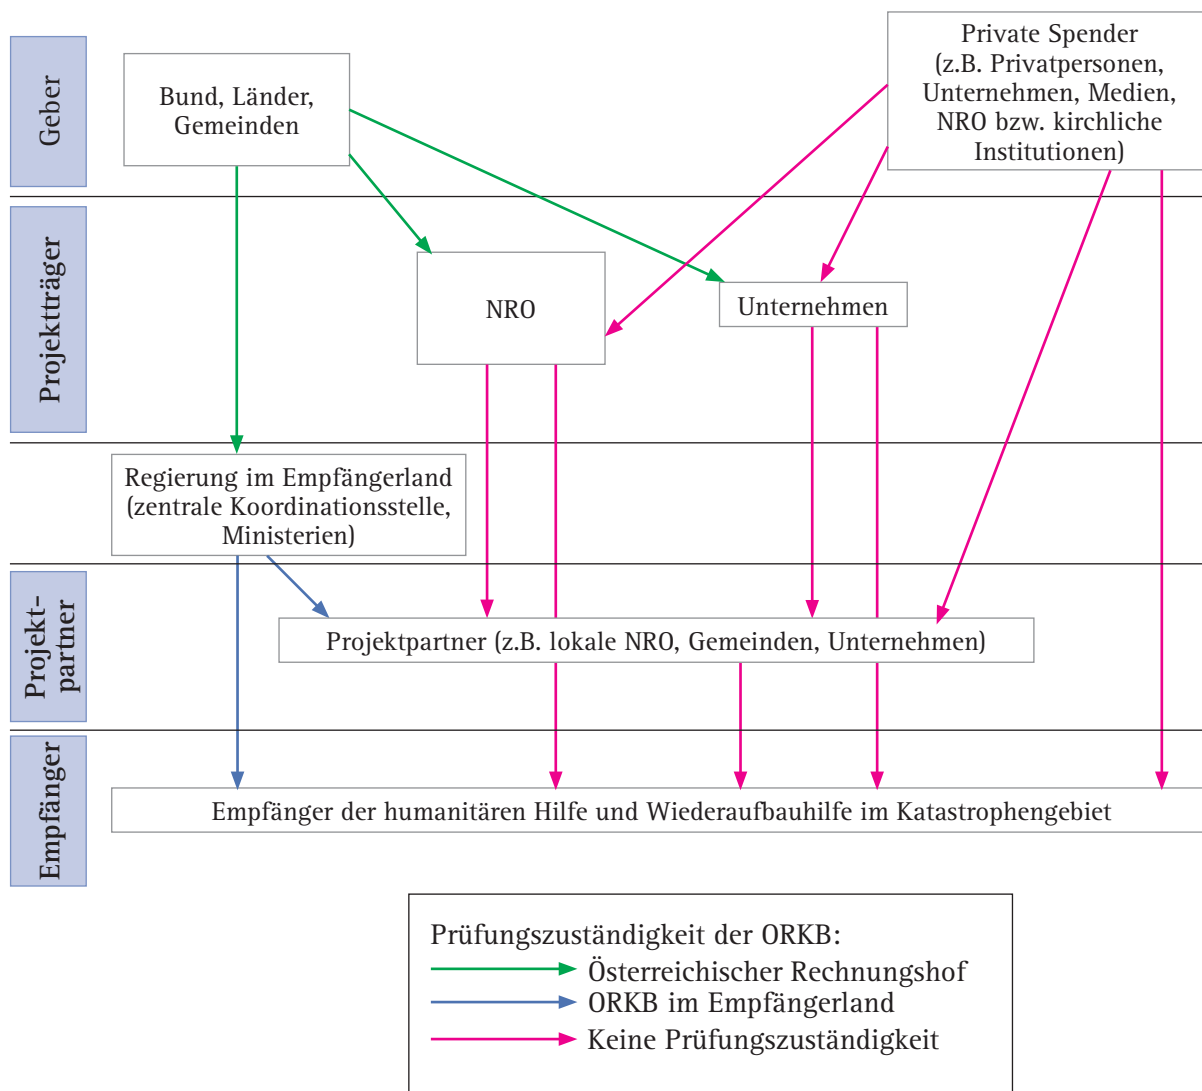 Geber
Bund, Länder,
Gemeinden
Private Spender
(z.B. Privatpersonen,
Unternehmen, Medien,
NRO bzw. kirchliche
Institutionen)
Projektträger
NRO
Unternehmen
Regierung im Empfängerland
(zentrale Koordinationsstelle,
Ministerien)
Projekt-
partner
Projektpartner (z.B. lokale NRO, Gemeinden, Unternehmen)
Empfänger
Empfänger der humanitären Hilfe und Wiederaufbauhilfe im Katastrophengebiet
Prüfungszuständigkeit der ORKB:
Österreichischer Rechnungshof
ORKB im Empfängerland
Keine Prüfungszuständigkeit